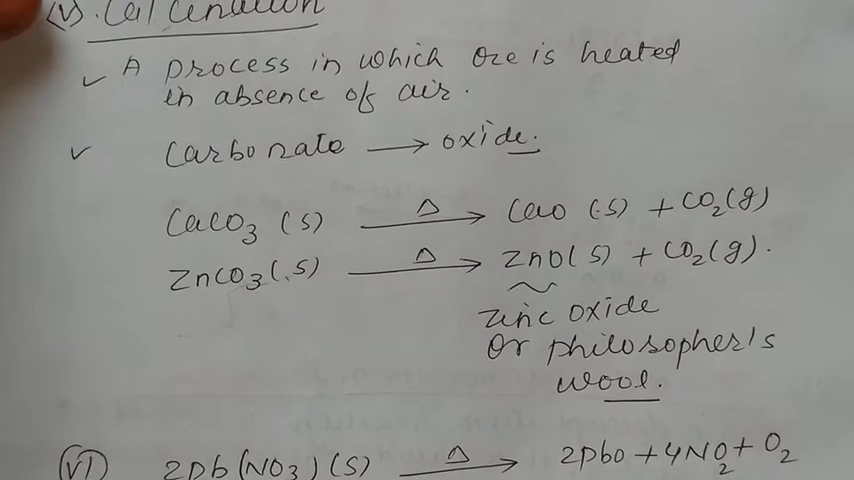 (V). Calcination
✓ A process in which ore is heated
in absence of air.
✓ Carbonate → oxide.
CaCO₃ (s) —Δ→ CaO (s) + CO₂(g)
ZnCO₃(s) —Δ→ ZnO(s) + CO₂(g).
zinc oxide
or philosopher's
wool.
(VI) 2Pb(NO₃)(s) —Δ→ 2PbO + 4NO₂ + O₂